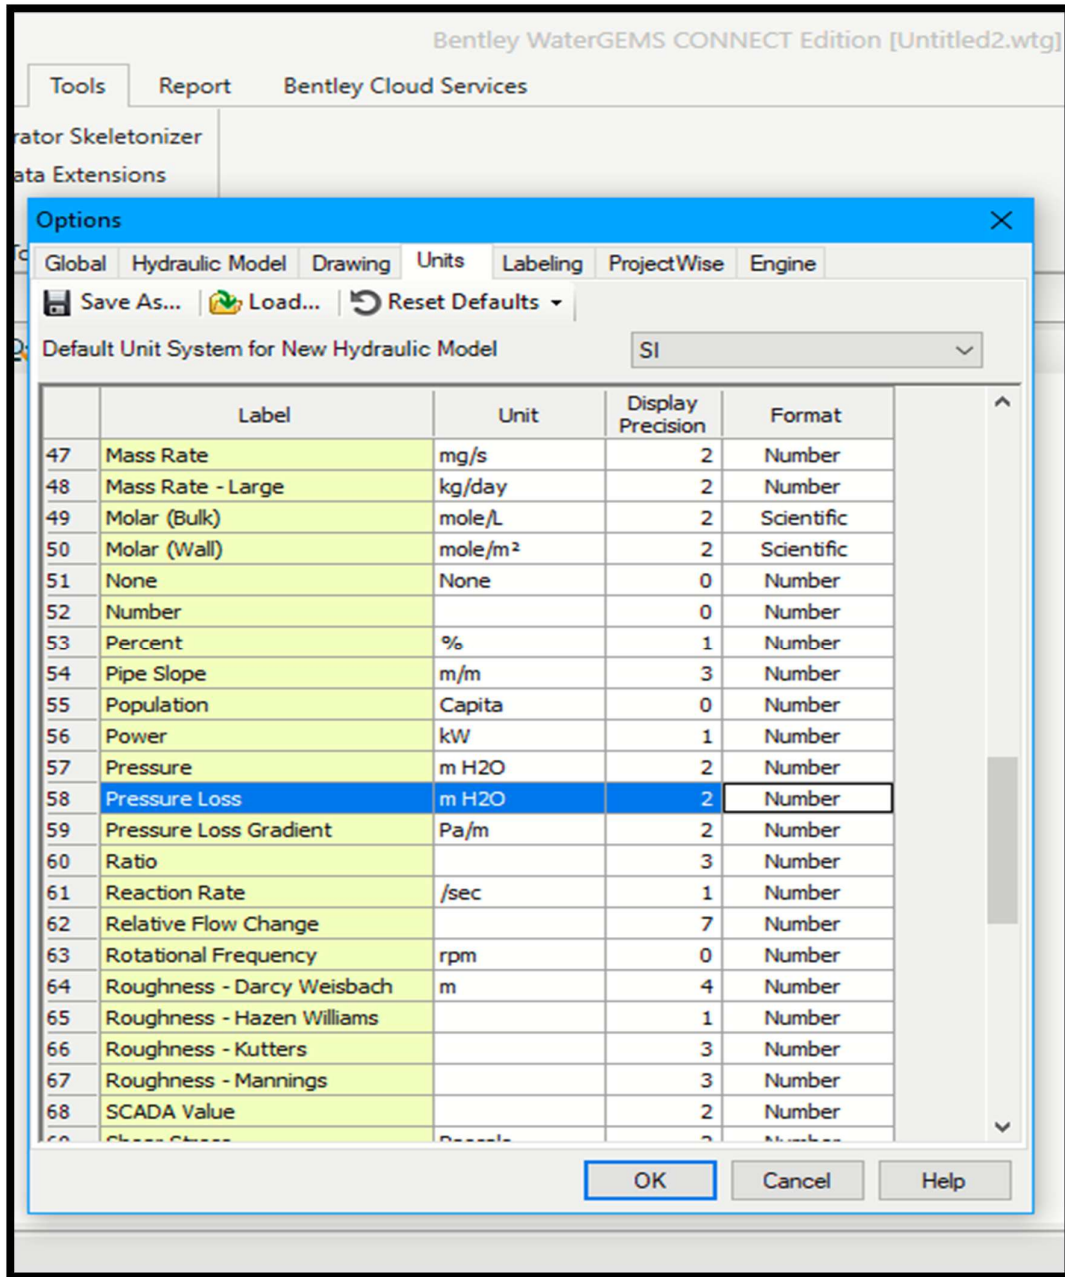 Bentley WaterGEMS CONNECT Edition [Untitled2.wtg]
Tools Report Bentley Cloud Services
rator Skeletonizer
ata Extensions
Options
To
Global Hydraulic Model Drawing Units Labeling ProjectWise Engine
Save As... Load... Reset Defaults
Default Unit System for New Hydraulic Model SI
Label Unit Display Precision Format
47 Mass Rate mg/s 2 Number
48 Mass Rate - Large kg/day 2 Number
49 Molar (Bulk) mole/L 2 Scientific
50 Molar (Wall) mole/m² 2 Scientific
51 None None 0 Number
52 Number 0 Number
53 Percent % 1 Number
54 Pipe Slope m/m 3 Number
55 Population Capita 0 Number
56 Power kW 1 Number
57 Pressure m H2O 2 Number
58 Pressure Loss m H2O 2 Number
59 Pressure Loss Gradient Pa/m 2 Number
60 Ratio 3 Number
61 Reaction Rate /sec 1 Number
62 Relative Flow Change 7 Number
63 Rotational Frequency rpm 0 Number
64 Roughness - Darcy Weisbach m 4 Number
65 Roughness - Hazen Williams 1 Number
66 Roughness - Kutters 3 Number
67 Roughness - Mannings 3 Number
68 SCADA Value 2 Number
OK Cancel Help